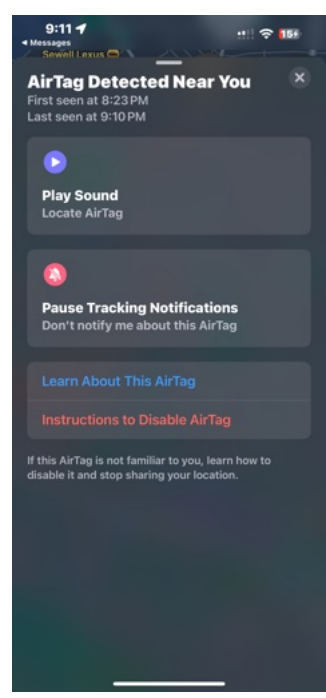 9:11
15
◀ Messages
Sewell Lexus
AirTag Detected Near You
First seen at 8:23 PM
Last seen at 9:10 PM
Play Sound
Locate AirTag
Pause Tracking Notifications
Don't notify me about this AirTag
Learn About This AirTag
Instructions to Disable AirTag
If this AirTag is not familiar to you, learn how to
disable it and stop sharing your location.